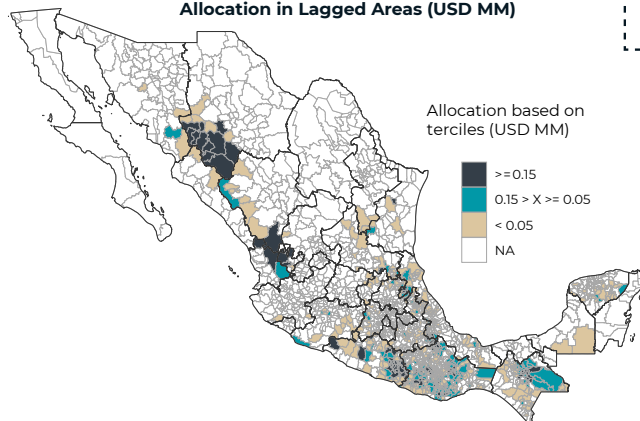 Allocation in Lagged Areas (USD MM)
Allocation based on
terciles (USD MM)
>=0.15
0.15 > X >= 0.05
< 0.05
NA